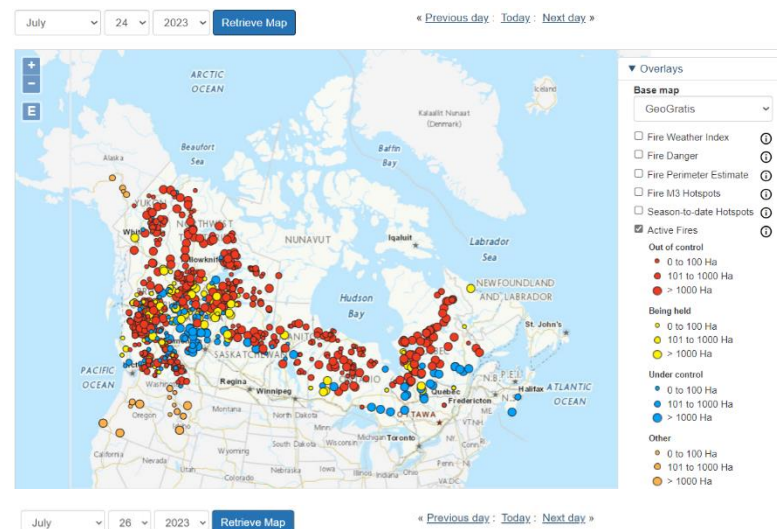 July 24 2023 Retrieve Map
« Previous day : Today : Next day »
+
−
E
ARCTIC
OCEAN
Iceland
Kalaallit Nunaat
(Denmark)
Beaufort
Sea
Baffin
Bay
Alaska
YUKON
NORTHWEST
NUNAVUT
Iqaluit
Labrador
Sea
Hudson
Bay
NEWFOUNDLAND
AND LABRADOR
St. John's
SASKATCHEWAN
PACIFIC
OCEAN
Regina
Winnipeg
Quebec
Fredericton
Halifax
ATLANTIC
OCEAN
P.E.I.
N.B.
N.S.
OTTAWA
Toronto
Oregon
Montana
North Dakota
Minn.
South Dakota
Wisconsin
Michigan
VTNH
ME
California
Nevada
Utah
Wyoming
Colorado
Nebraska
Iowa
Illinois
Indiana
Ohio
Penn
VA DC
▼ Overlays
Base map
GeoGratis
Fire Weather Index
Fire Danger
Fire Perimeter Estimate
Fire M3 Hotspots
Season-to-date Hotspots
Active Fires
Out of control
0 to 100 Ha
101 to 1000 Ha
> 1000 Ha
Being held
0 to 100 Ha
101 to 1000 Ha
> 1000 Ha
Under control
0 to 100 Ha
101 to 1000 Ha
> 1000 Ha
Other
0 to 100 Ha
101 to 1000 Ha
> 1000 Ha
July 26 2023 Retrieve Map
« Previous day : Today : Next day »